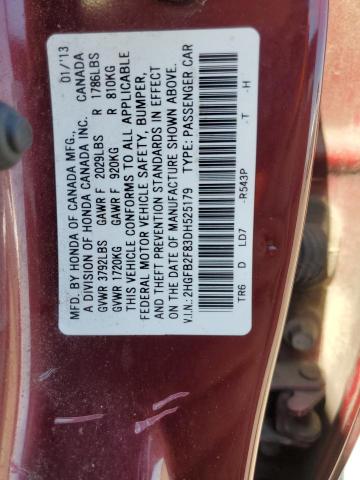 MFD. BY HONDA OF CANADA MFG., 01/'13
A DIVISION OF HONDA CANADA INC. CANADA
GVWR 3792LBS GAWR F 2029LBS R 1786LBS
GVWR 1720KG GAWR F 920KG R 810KG
THIS VEHICLE CONFORMS TO ALL APPLICABLE
FEDERAL MOTOR VEHICLE SAFETY, BUMPER,
AND THEFT PREVENTION STANDARDS IN EFFECT
ON THE DATE OF MANUFACTURE SHOWN ABOVE.
V.I.N.: 2HGFB2F83DH525179 TYPE: PASSENGER CAR
TR6 D LD7 -R543P -T -H